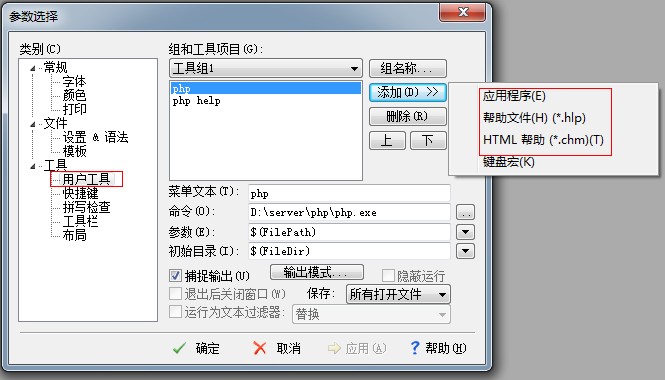 参数选择
类别(C)
常规
字体
颜色
打印
文件
设置 & 语法
模板
工具
用户工具
快捷键
拼写检查
工具栏
布局
组和工具项目(G):
工具组1
组名称...
php
php help
添加(D) >>
删除(R)
上
下
应用程序(E)
帮助文件(H) (*.hlp)
HTML 帮助 (*.chm)(T)
键盘宏(K)
菜单文本(T):
php
命令(O):
D:\server\php\php.exe
..
参数(E):
$(FilePath)
初始目录(I):
$(FileDir)
捕捉输出(U)
输出模式...
隐蔽运行
退出后关闭窗口(W)
保存:
所有打开文件
运行为文本过滤器:
替换
确定
取消
应用(A)
帮助(H)